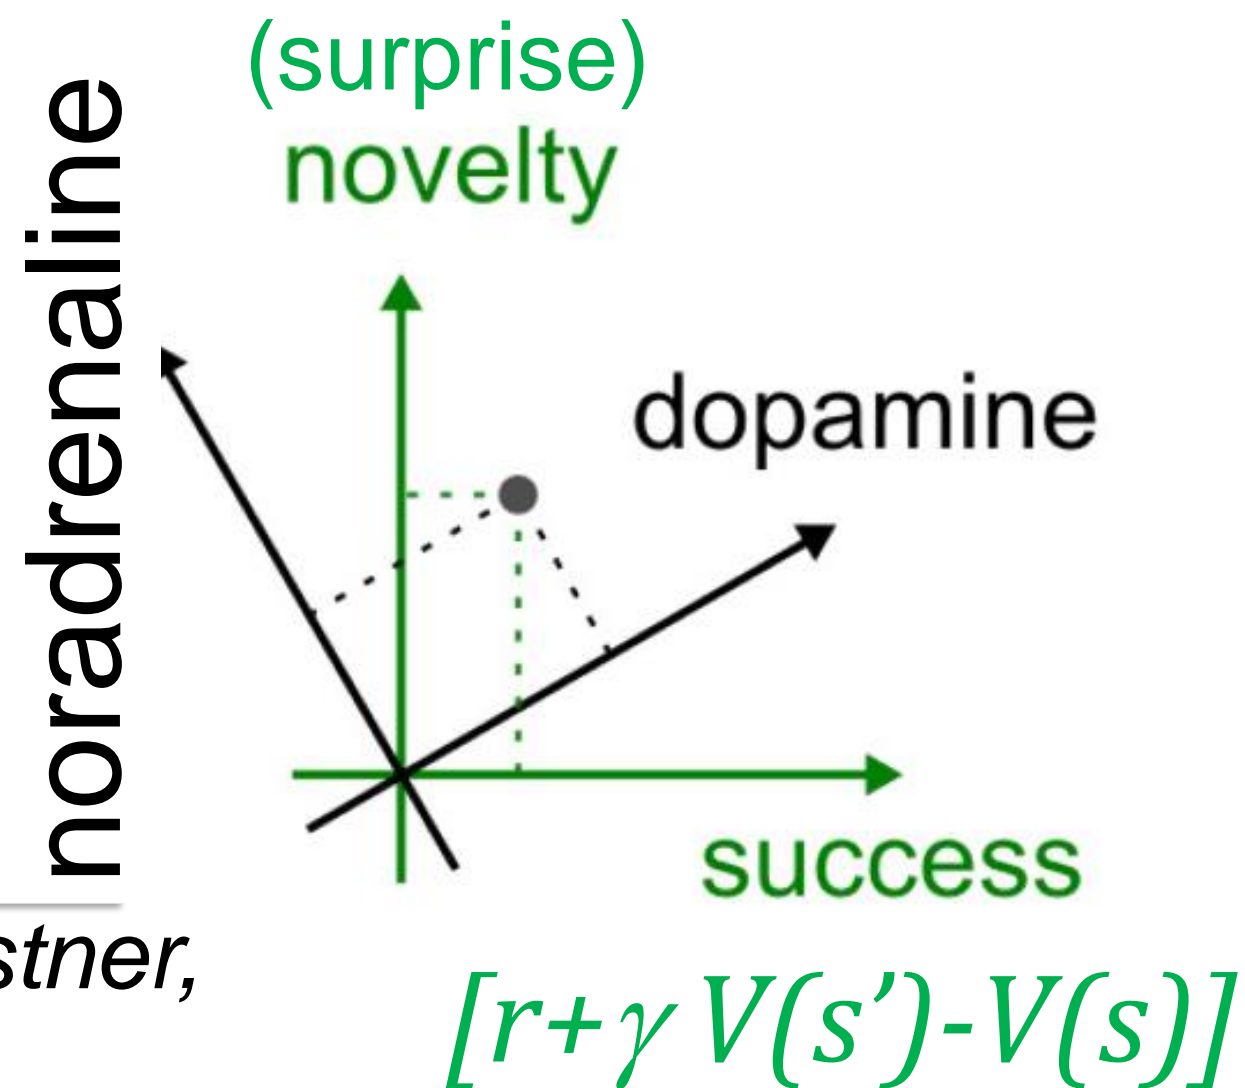 (surprise)
novelty
noradrenaline
dopamine
success
stner,
[r+γ V(s’)-V(s)]